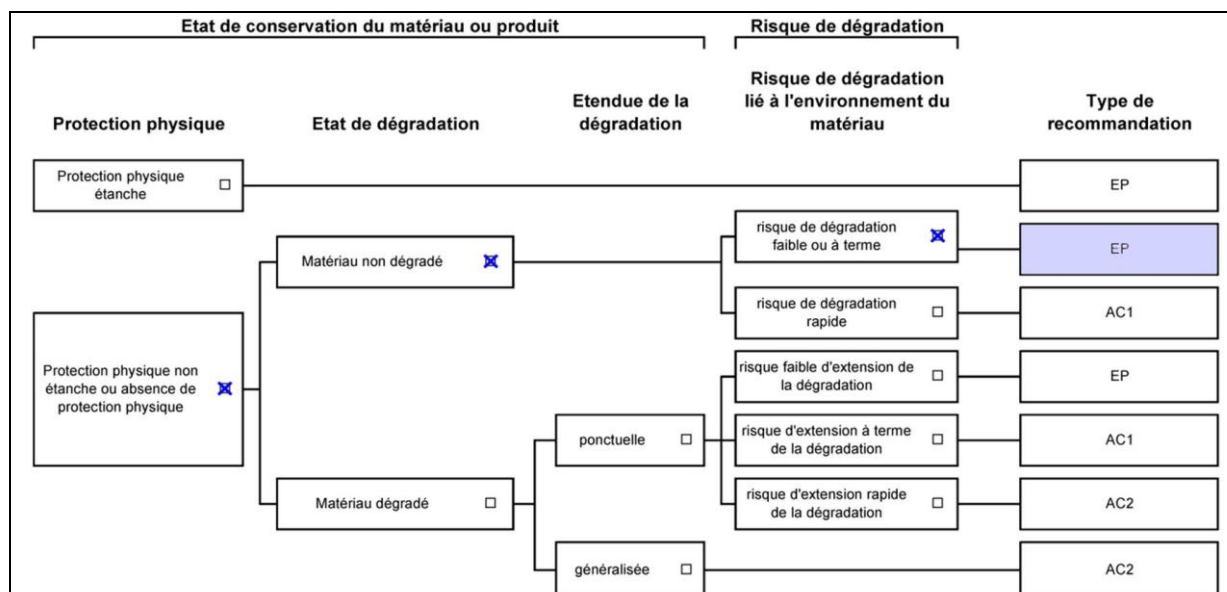 Etat de conservation du matériau ou produit
Risque de dégradation
Protection physique
Etat de dégradation
Etendue de la
dégradation
Risque de dégradation
lié à l'environnement du
matériau
Type de
recommandation
Protection physique
étanche
EP
Matériau non dégradé
risque de dégradation
faible ou à terme
EP
risque de dégradation
rapide
AC1
Protection physique non
étanche ou absence de
protection physique
risque faible d'extension de
la dégradation
EP
ponctuelle
risque d'extension à terme
de la dégradation
AC1
Matériau dégradé
risque d'extension rapide
de la dégradation
AC2
généralisée
AC2